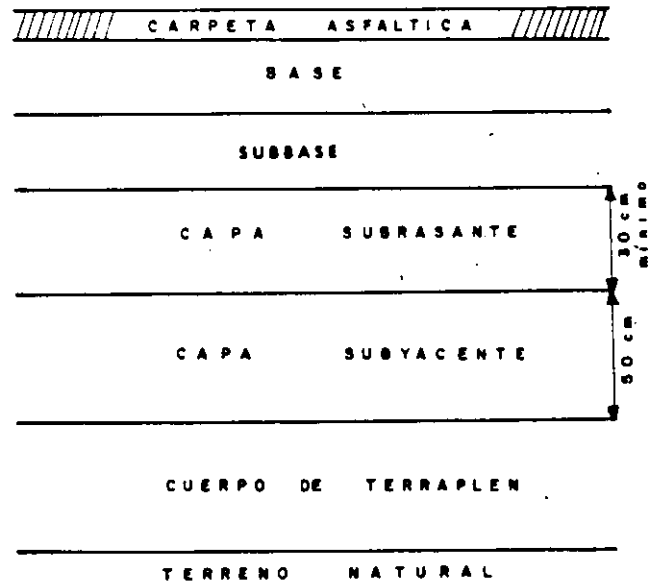 CARPETA ASFALTICA
BASE
SUBBASE
CAPA SUBRASANTE
30 cm
mínimo
CAPA SUBYACENTE
50 cm
CUERPO DE TERRAPLEN
TERRENO NATURAL